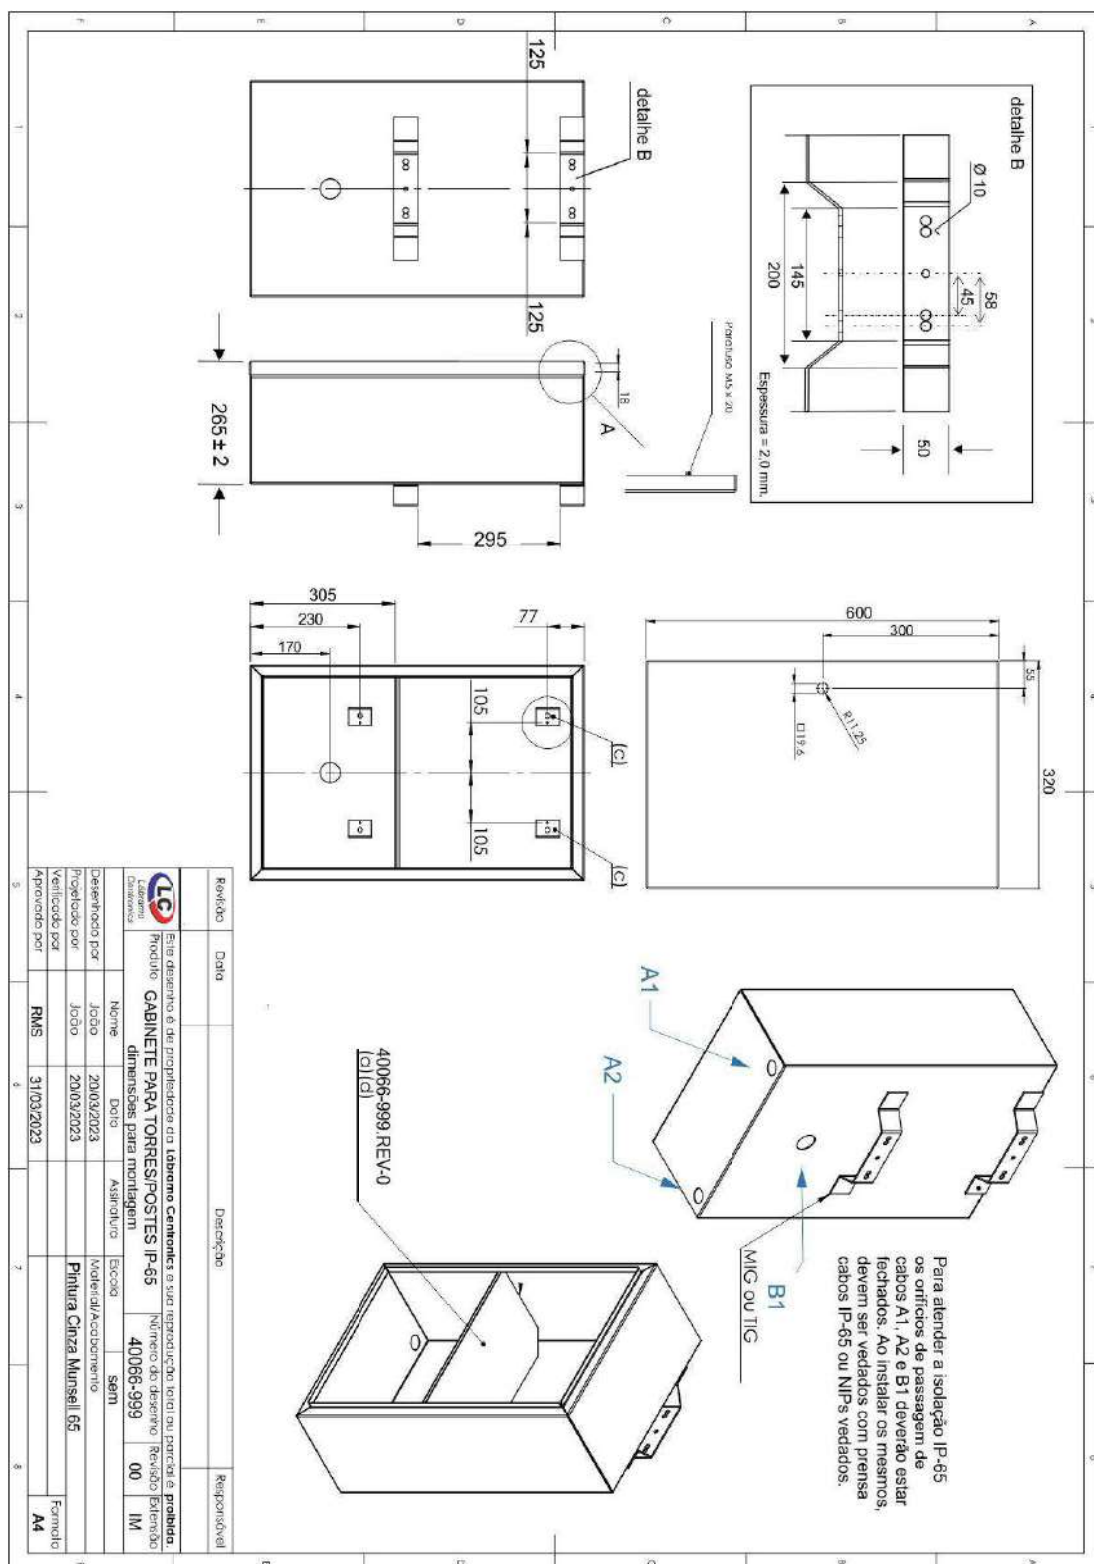 detalhe B
Ø 10
58
45
145
200
50
Espessura = 2,0 mm.
detalhe B
125
125
Parafuso M5 x 20
18
A
265 ± 2
295
600
300
55
320
R11,25
□19,6
305
230
170
77
105
105
(c)
(c)
A1
A2
B1
MIG ou TIG
Para atender a isolação IP-65
os orifícios de passagem de
cabos A1, A2 e B1 deverão estar
fechados. Ao instalar os mesmos,
devem ser vedados com prensa
cabos IP-65 ou NIPs vedados.
40066-999.REV-0
(a)(d)
Revisão Data Descrição Responsável
Este desenho é de propriedade da Lábramo Centronics e sua reprodução total ou parcial é proibida.
LC
Lábramo
Centronics
Produto GABINETE PARA TORRES/POSTES IP-65
dimensões para montagem
Número do desenho Revisão Extensão
40066-999 00 IM
Nome Data Assinatura Escala sem
Desenhado por João 20/03/2023 Material/Acabamento
Projetado por João 20/03/2023 Pintura Cinza Munsell 65
Verificado por
Aprovado por RMS 31/03/2023
Formato
A4